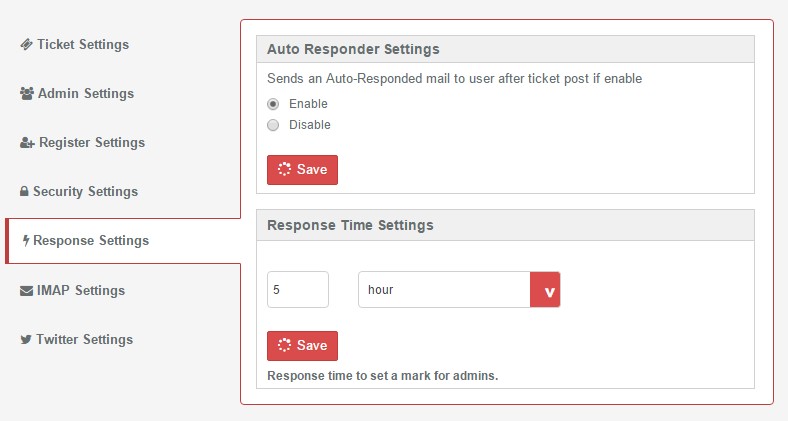 Ticket Settings
Admin Settings
Register Settings
Security Settings
Response Settings
IMAP Settings
Twitter Settings
Auto Responder Settings
Sends an Auto-Responded mail to user after ticket post if enable
Enable
Disable
Save
Response Time Settings
5 hour v
Save
Response time to set a mark for admins.